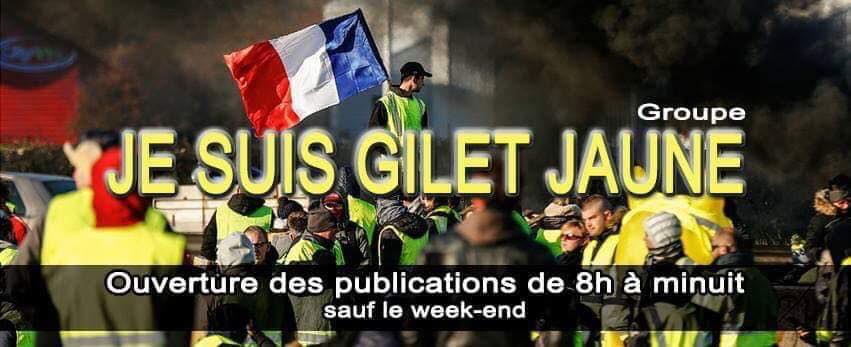 Groupe
JE SUIS GILET JAUNE
Ouverture des publications de 8h à minuit
sauf le week-end